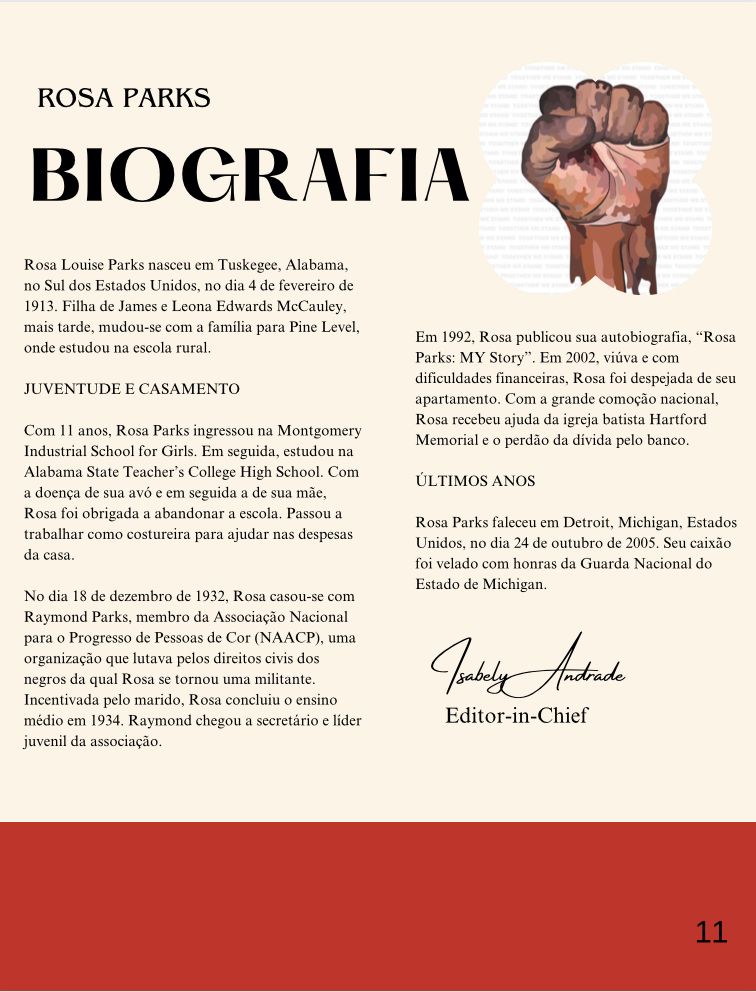 ROSA PARKS
BIOGRAFIA
Rosa Louise Parks nasceu em Tuskegee, Alabama,
no Sul dos Estados Unidos, no dia 4 de fevereiro de
1913. Filha de James e Leona Edwards McCauley,
mais tarde, mudou-se com a família para Pine Level,
onde estudou na escola rural.
JUVENTUDE E CASAMENTO
Com 11 anos, Rosa Parks ingressou na Montgomery
Industrial School for Girls. Em seguida, estudou na
Alabama State Teacher’s College High School. Com
a doença de sua avó e em seguida a de sua mãe,
Rosa foi obrigada a abandonar a escola. Passou a
trabalhar como costureira para ajudar nas despesas
da casa.
No dia 18 de dezembro de 1932, Rosa casou-se com
Raymond Parks, membro da Associação Nacional
para o Progresso de Pessoas de Cor (NAACP), uma
organização que lutava pelos direitos civis dos
negros da qual Rosa se tornou uma militante.
Incentivada pelo marido, Rosa concluiu o ensino
médio em 1934. Raymond chegou a secretário e líder
juvenil da associação.
Em 1992, Rosa publicou sua autobiografia, “Rosa
Parks: MY Story”. Em 2002, viúva e com
dificuldades financeiras, Rosa foi despejada de seu
apartamento. Com a grande comoção nacional,
Rosa recebeu ajuda da igreja batista Hartford
Memorial e o perdão da dívida pelo banco.
ÚLTIMOS ANOS
Rosa Parks faleceu em Detroit, Michigan, Estados
Unidos, no dia 24 de outubro de 2005. Seu caixão
foi velado com honras da Guarda Nacional do
Estado de Michigan.
Isabely Andrade
Editor-in-Chief
11